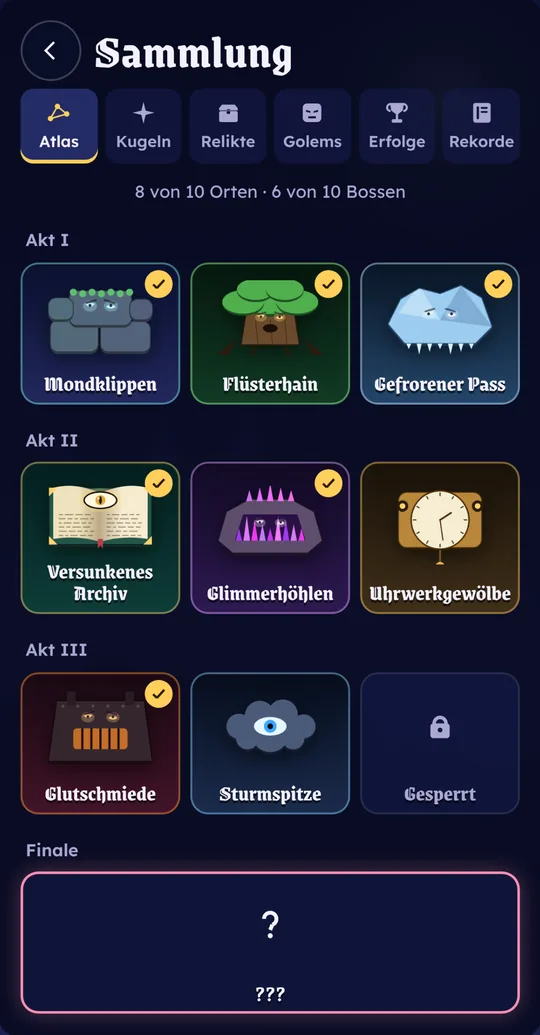 Sammlung
Atlas
Kugeln
Relikte
Golems
Erfolge
Rekorde
8 von 10 Orten · 6 von 10 Bossen
Akt I
Mondklippen
Flüsterhain
Gefrorener Pass
Akt II
Versunkenes
Archiv
Glimmerhöhlen
Uhrwerkgewölbe
Akt III
Glutschmiede
Sturmspitze
Gesperrt
Finale
?
???